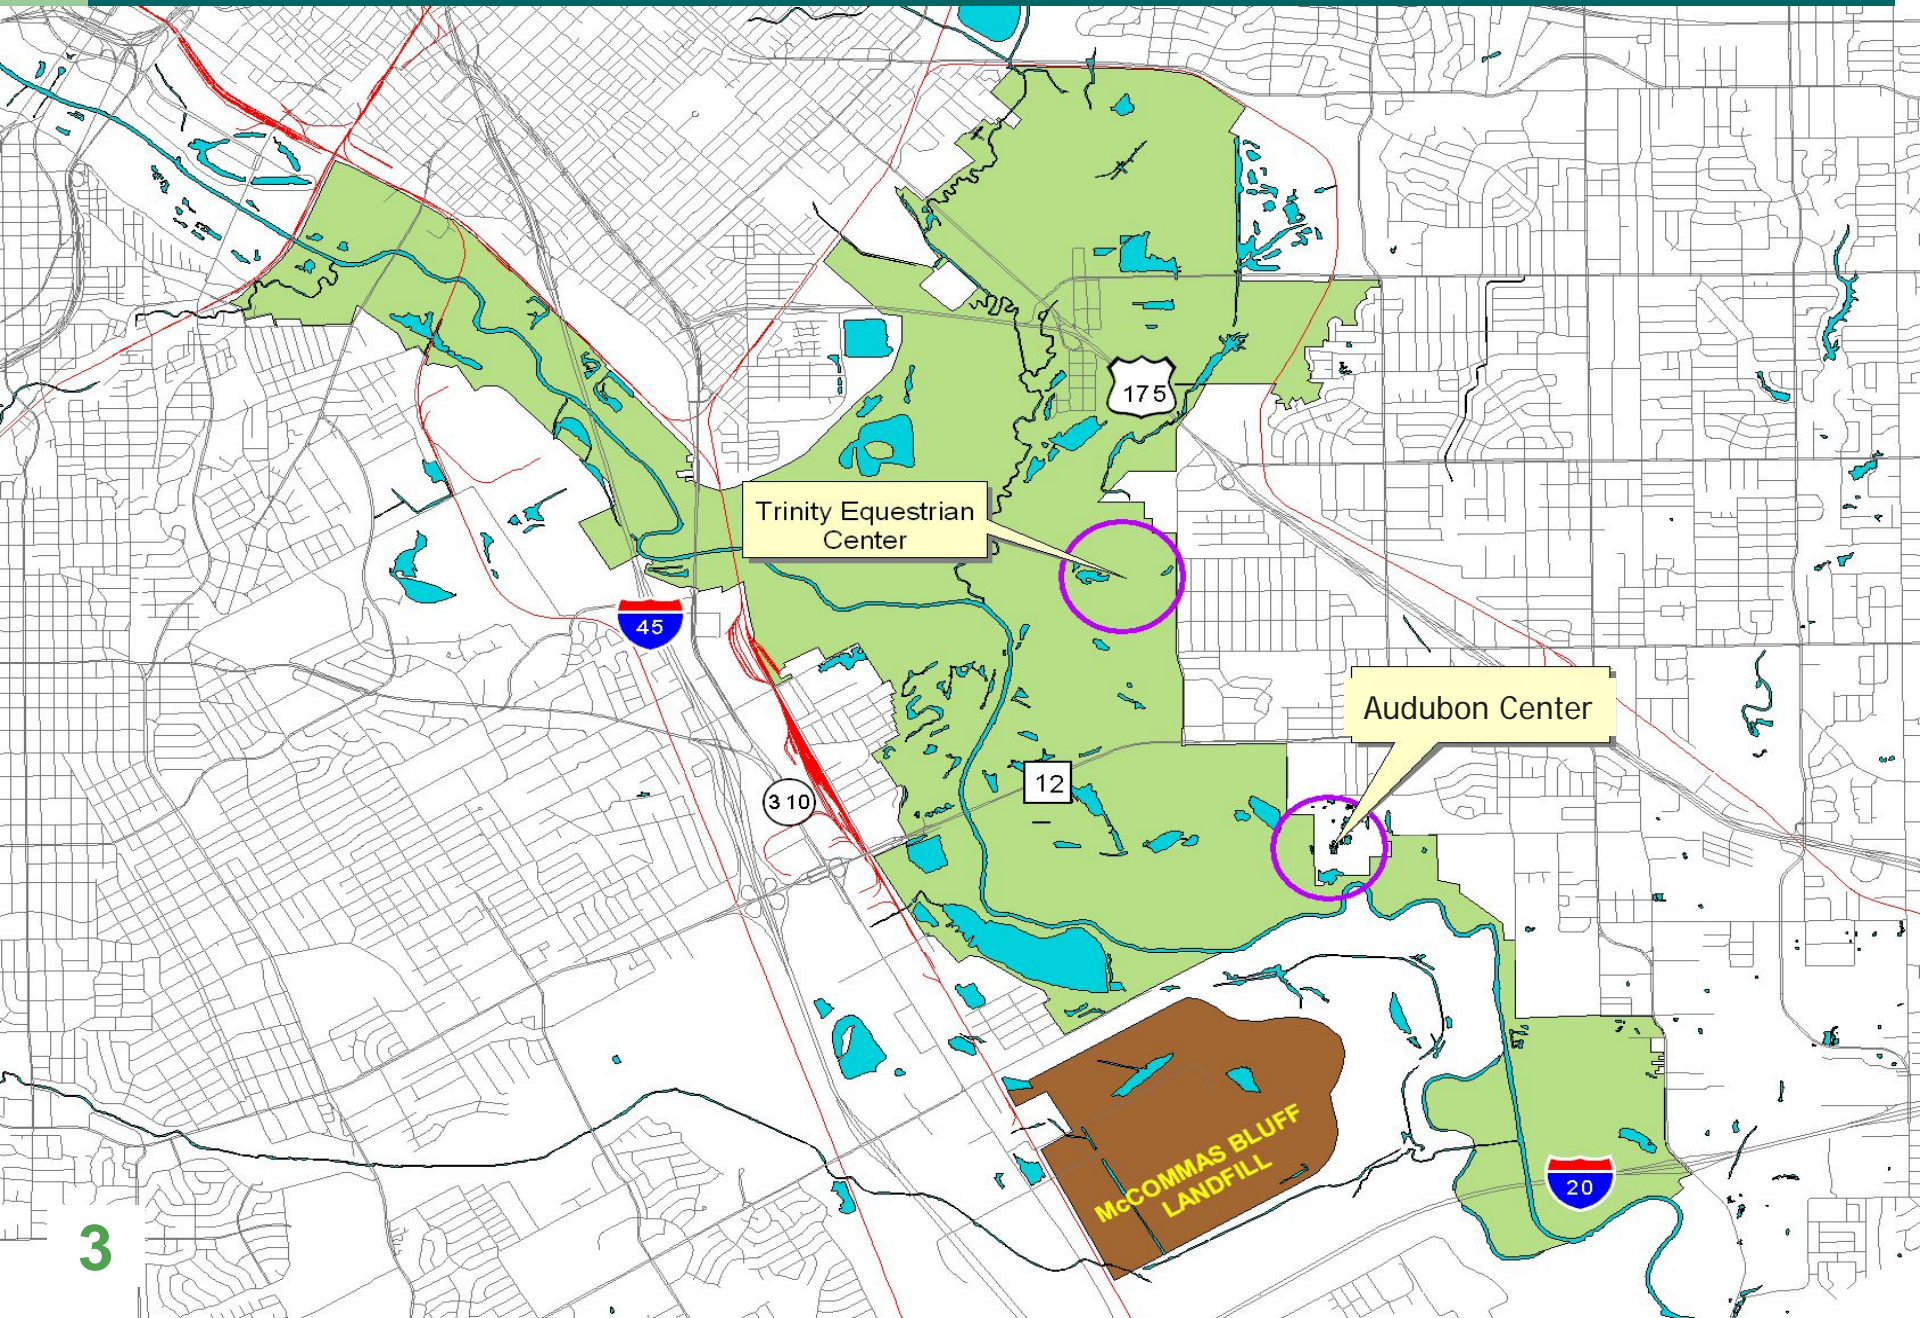 175
Trinity Equestrian
Center
45
Audubon Center
12
310
McCOMMAS BLUFF
LANDFILL
20
3